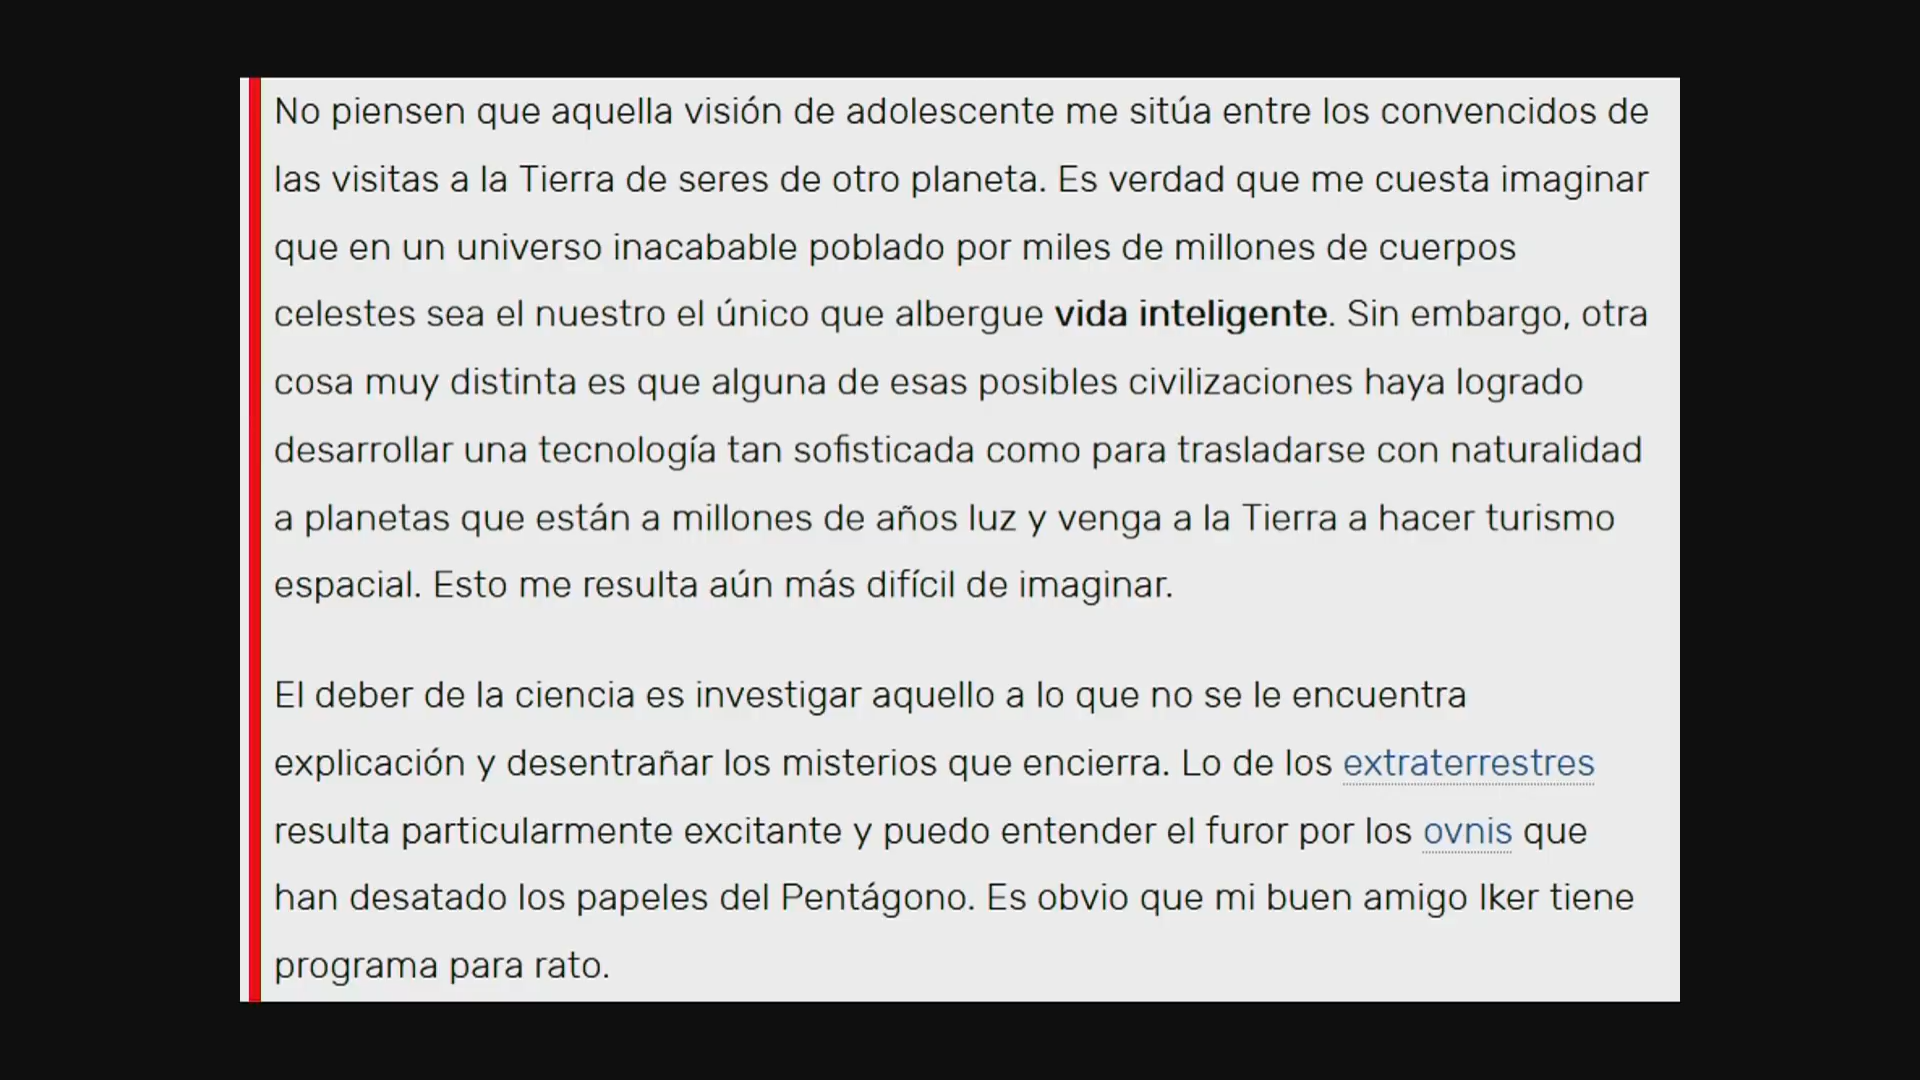 No piensen que aquella visión de adolescente me sitúa entre los convencidos de
las visitas a la Tierra de seres de otro planeta. Es verdad que me cuesta imaginar
que en un universo inacabable poblado por miles de millones de cuerpos
celestes sea el nuestro el único que albergue vida inteligente. Sin embargo, otra
cosa muy distinta es que alguna de esas posibles civilizaciones haya logrado
desarrollar una tecnología tan sofisticada como para trasladarse con naturalidad
a planetas que están a millones de años luz y venga a la Tierra a hacer turismo
espacial. Esto me resulta aún más difícil de imaginar.
El deber de la ciencia es investigar aquello a lo que no se le encuentra
explicación y desentrañar los misterios que encierra. Lo de los extraterrestres
resulta particularmente excitante y puedo entender el furor por los ovnis que
han desatado los papeles del Pentágono. Es obvio que mi buen amigo Iker tiene
programa para rato.